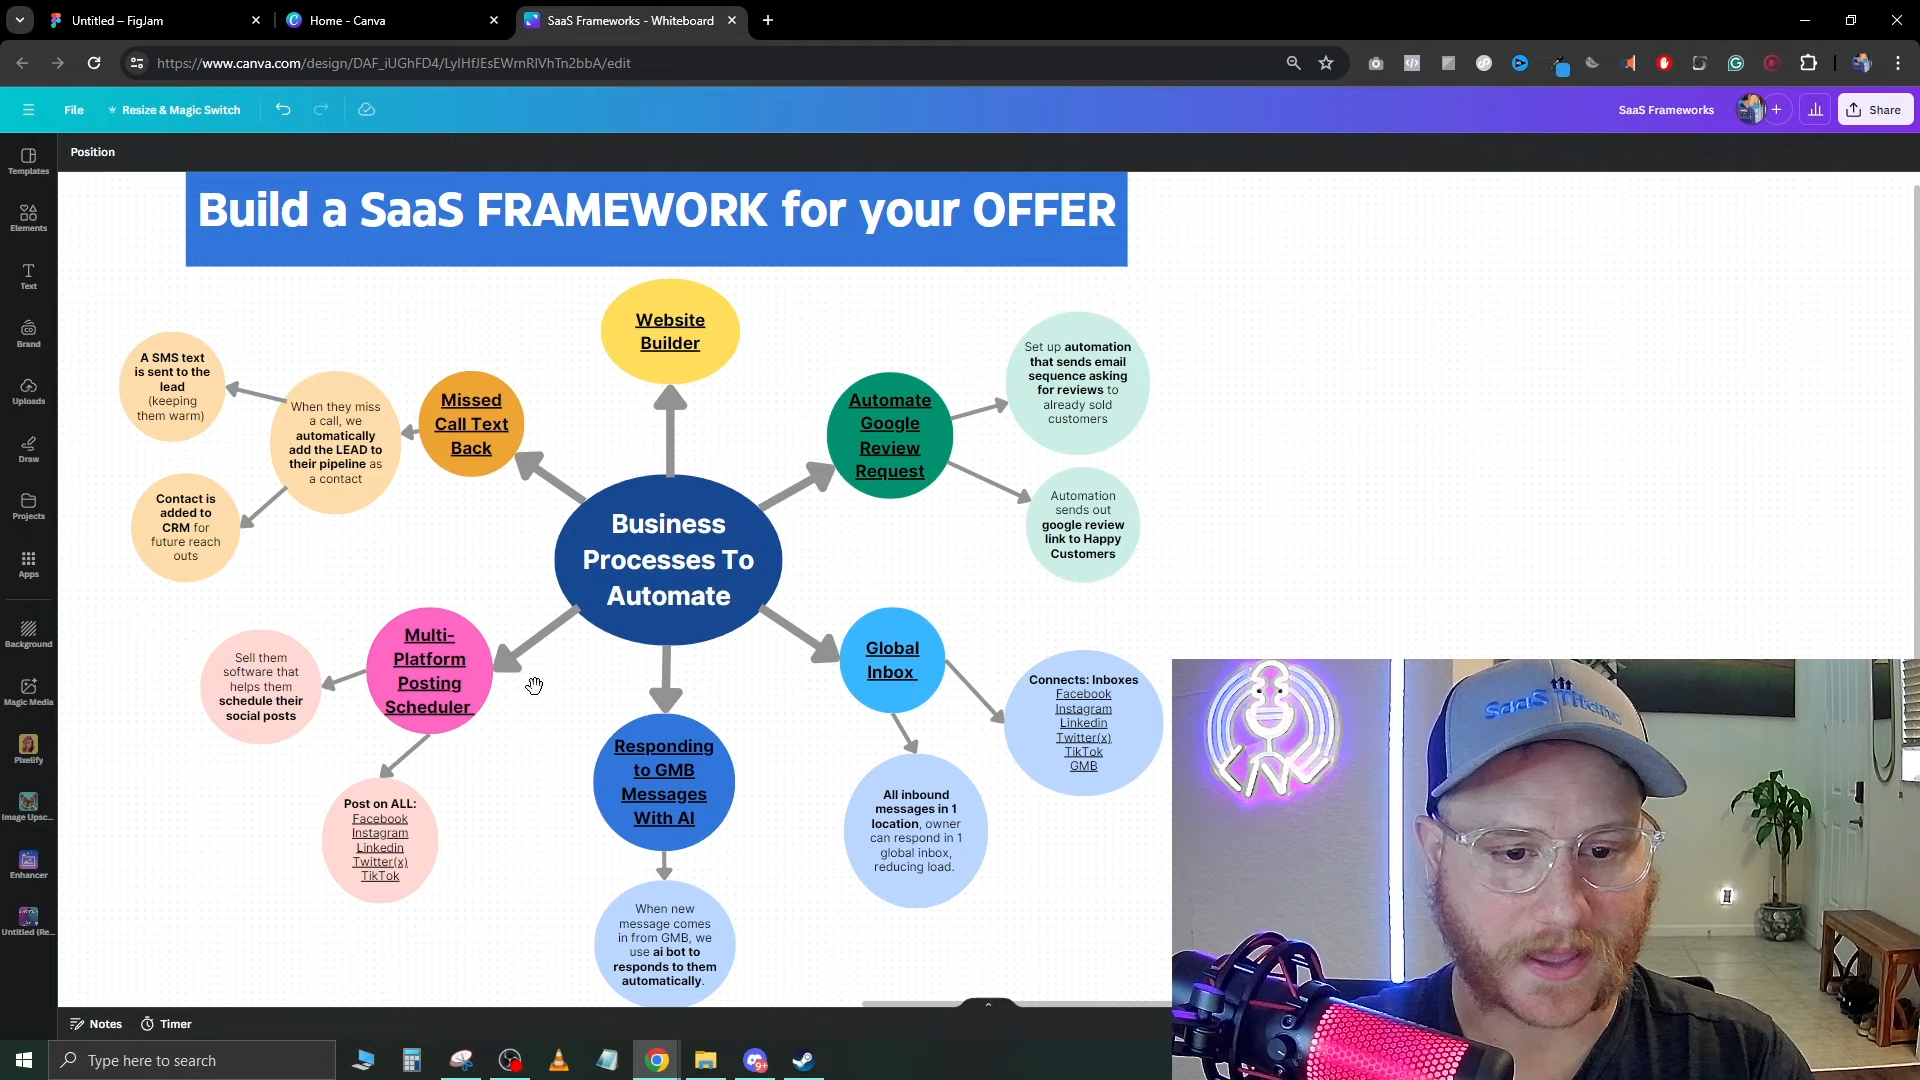 Untitled – FigJam
Home - Canva
SaaS Frameworks - Whiteboard
https://www.canva.com/design/DAF_iUGhFD4/LyIHfJEsEWrnRIVhTn2bbA/edit
File
Resize & Magic Switch
SaaS Frameworks
Share
Position
Templates
Elements
Text
Brand
Uploads
Draw
Projects
Apps
Background
Magic Media
Pixelify
Image Upsc...
Enhancer
Untitled (Re...
Build a SaaS FRAMEWORK for your OFFER
Website
Builder
A SMS text
is sent to the
lead
(keeping
them warm)
When they miss
a call, we
automatically
add the LEAD to
their pipeline as
a contact
Missed
Call Text
Back
Contact is
added to
CRM for
future reach
outs
Automate
Google
Review
Request
Set up automation
that sends email
sequence asking
for reviews to
already sold
customers
Automation
sends out
google review
link to Happy
Customers
Business
Processes To
Automate
Multi-
Platform
Posting
Scheduler
Sell them
software that
helps them
schedule their
social posts
Post on ALL:
Facebook
Instagram
Linkedin
Twitter(x)
TikTok
Responding
to GMB
Messages
With AI
When new
message comes
in from GMB, we
use ai bot to
responds to them
automatically.
Global
Inbox
Connects: Inboxes
Facebook
Instagram
Linkedin
Twitter(x)
TikTok
GMB
All inbound
messages in 1
location, owner
can respond in 1
global inbox,
reducing load.
SaaS Titans
Notes
Timer
Type here to search